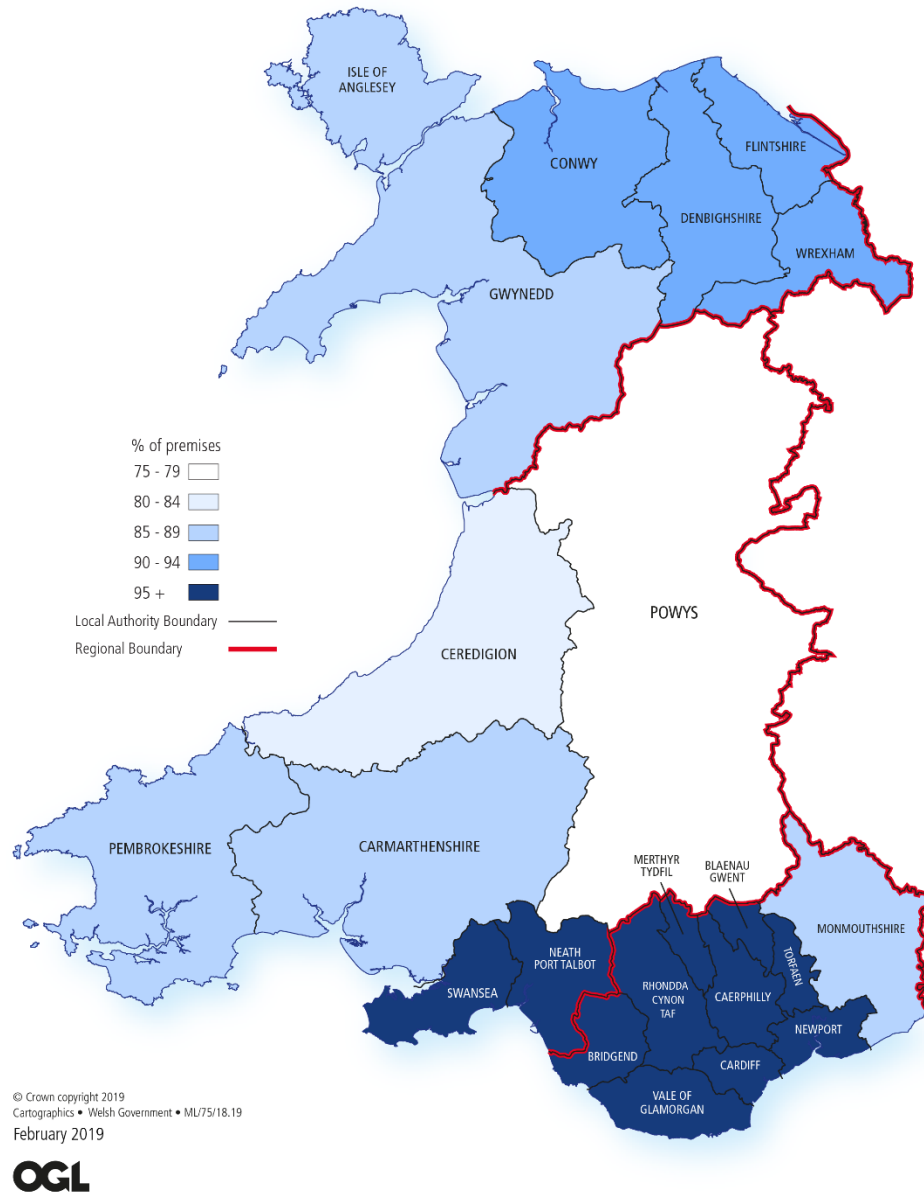 ISLE OF
ANGLESEY
FLINTSHIRE
CONWY
DENBIGHSHIRE
WREXHAM
GWYNEDD
% of premises
75 - 79
80 - 84
85 - 89
90 - 94
95 +
Local Authority Boundary
Regional Boundary
POWYS
CEREDIGION
PEMBROKESHIRE
CARMARTHENSHIRE
MERTHYR
TYDFIL
BLAENAU
GWENT
MONMOUTHSHIRE
NEATH
PORT TALBOT
TORFAEN
SWANSEA
RHONDDA
CYNON
TAF
CAERPHILLY
NEWPORT
BRIDGEND
CARDIFF
VALE OF
GLAMORGAN
© Crown copyright 2019
Cartographics • Welsh Government • ML/75/18.19
February 2019
OGL